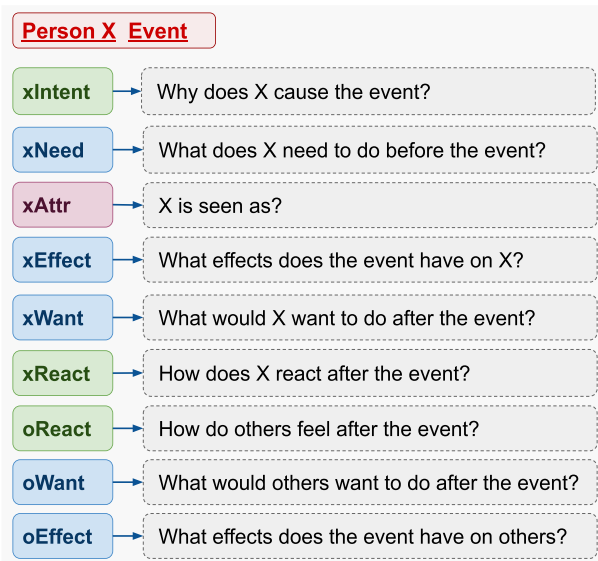 Person X Event
xIntent Why does X cause the event?
xNeed What does X need to do before the event?
xAttr X is seen as?
xEffect What effects does the event have on X?
xWant What would X want to do after the event?
xReact How does X react after the event?
oReact How do others feel after the event?
oWant What would others want to do after the event?
oEffect What effects does the event have on others?